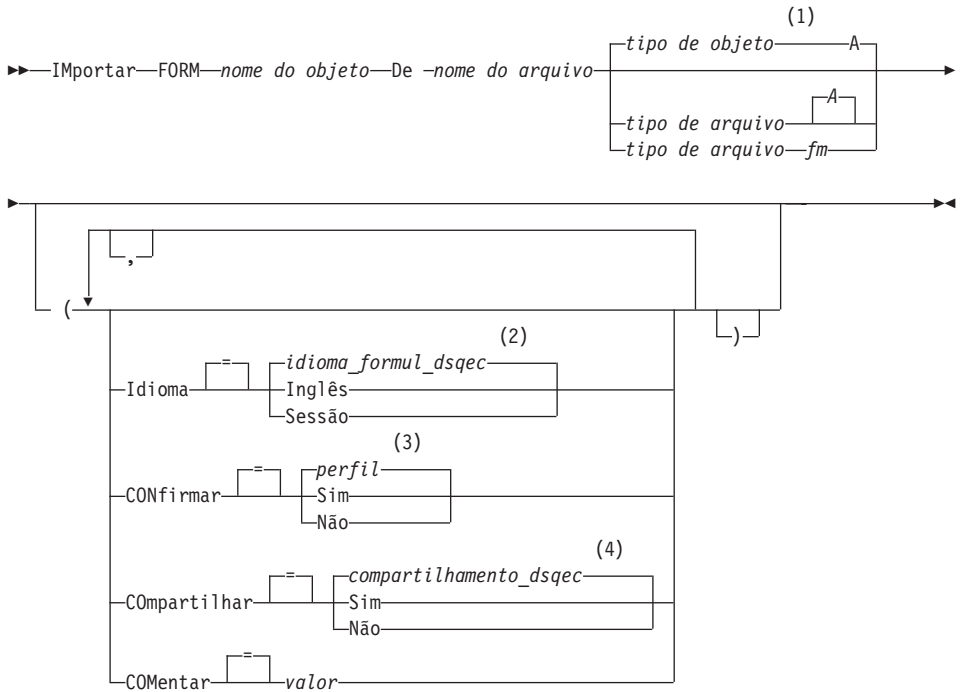 (1)
tipo de objeto A
IMportar FORM nome do objeto De nome do arquivo
A
tipo de arquivo
tipo de arquivo fm
,
(
)
(2)
= idioma_formul_dsqec
Idioma Inglês
Sessão
(3)
= perfil
CONfirmar Sim
Não
(4)
= compartilhamento_dsqec
COmpartilhar Sim
Não
=
COMentar valor